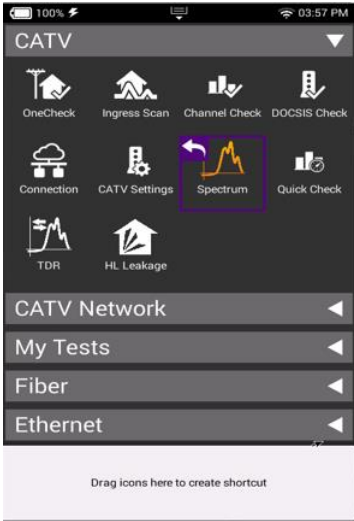 100% 03:57 PM
CATV
OneCheck Ingress Scan Channel Check DOCSIS Check
Connection CATV Settings Spectrum Quick Check
TDR HL Leakage
CATV Network
My Tests
Fiber
Ethernet
Drag icons here to create shortcut